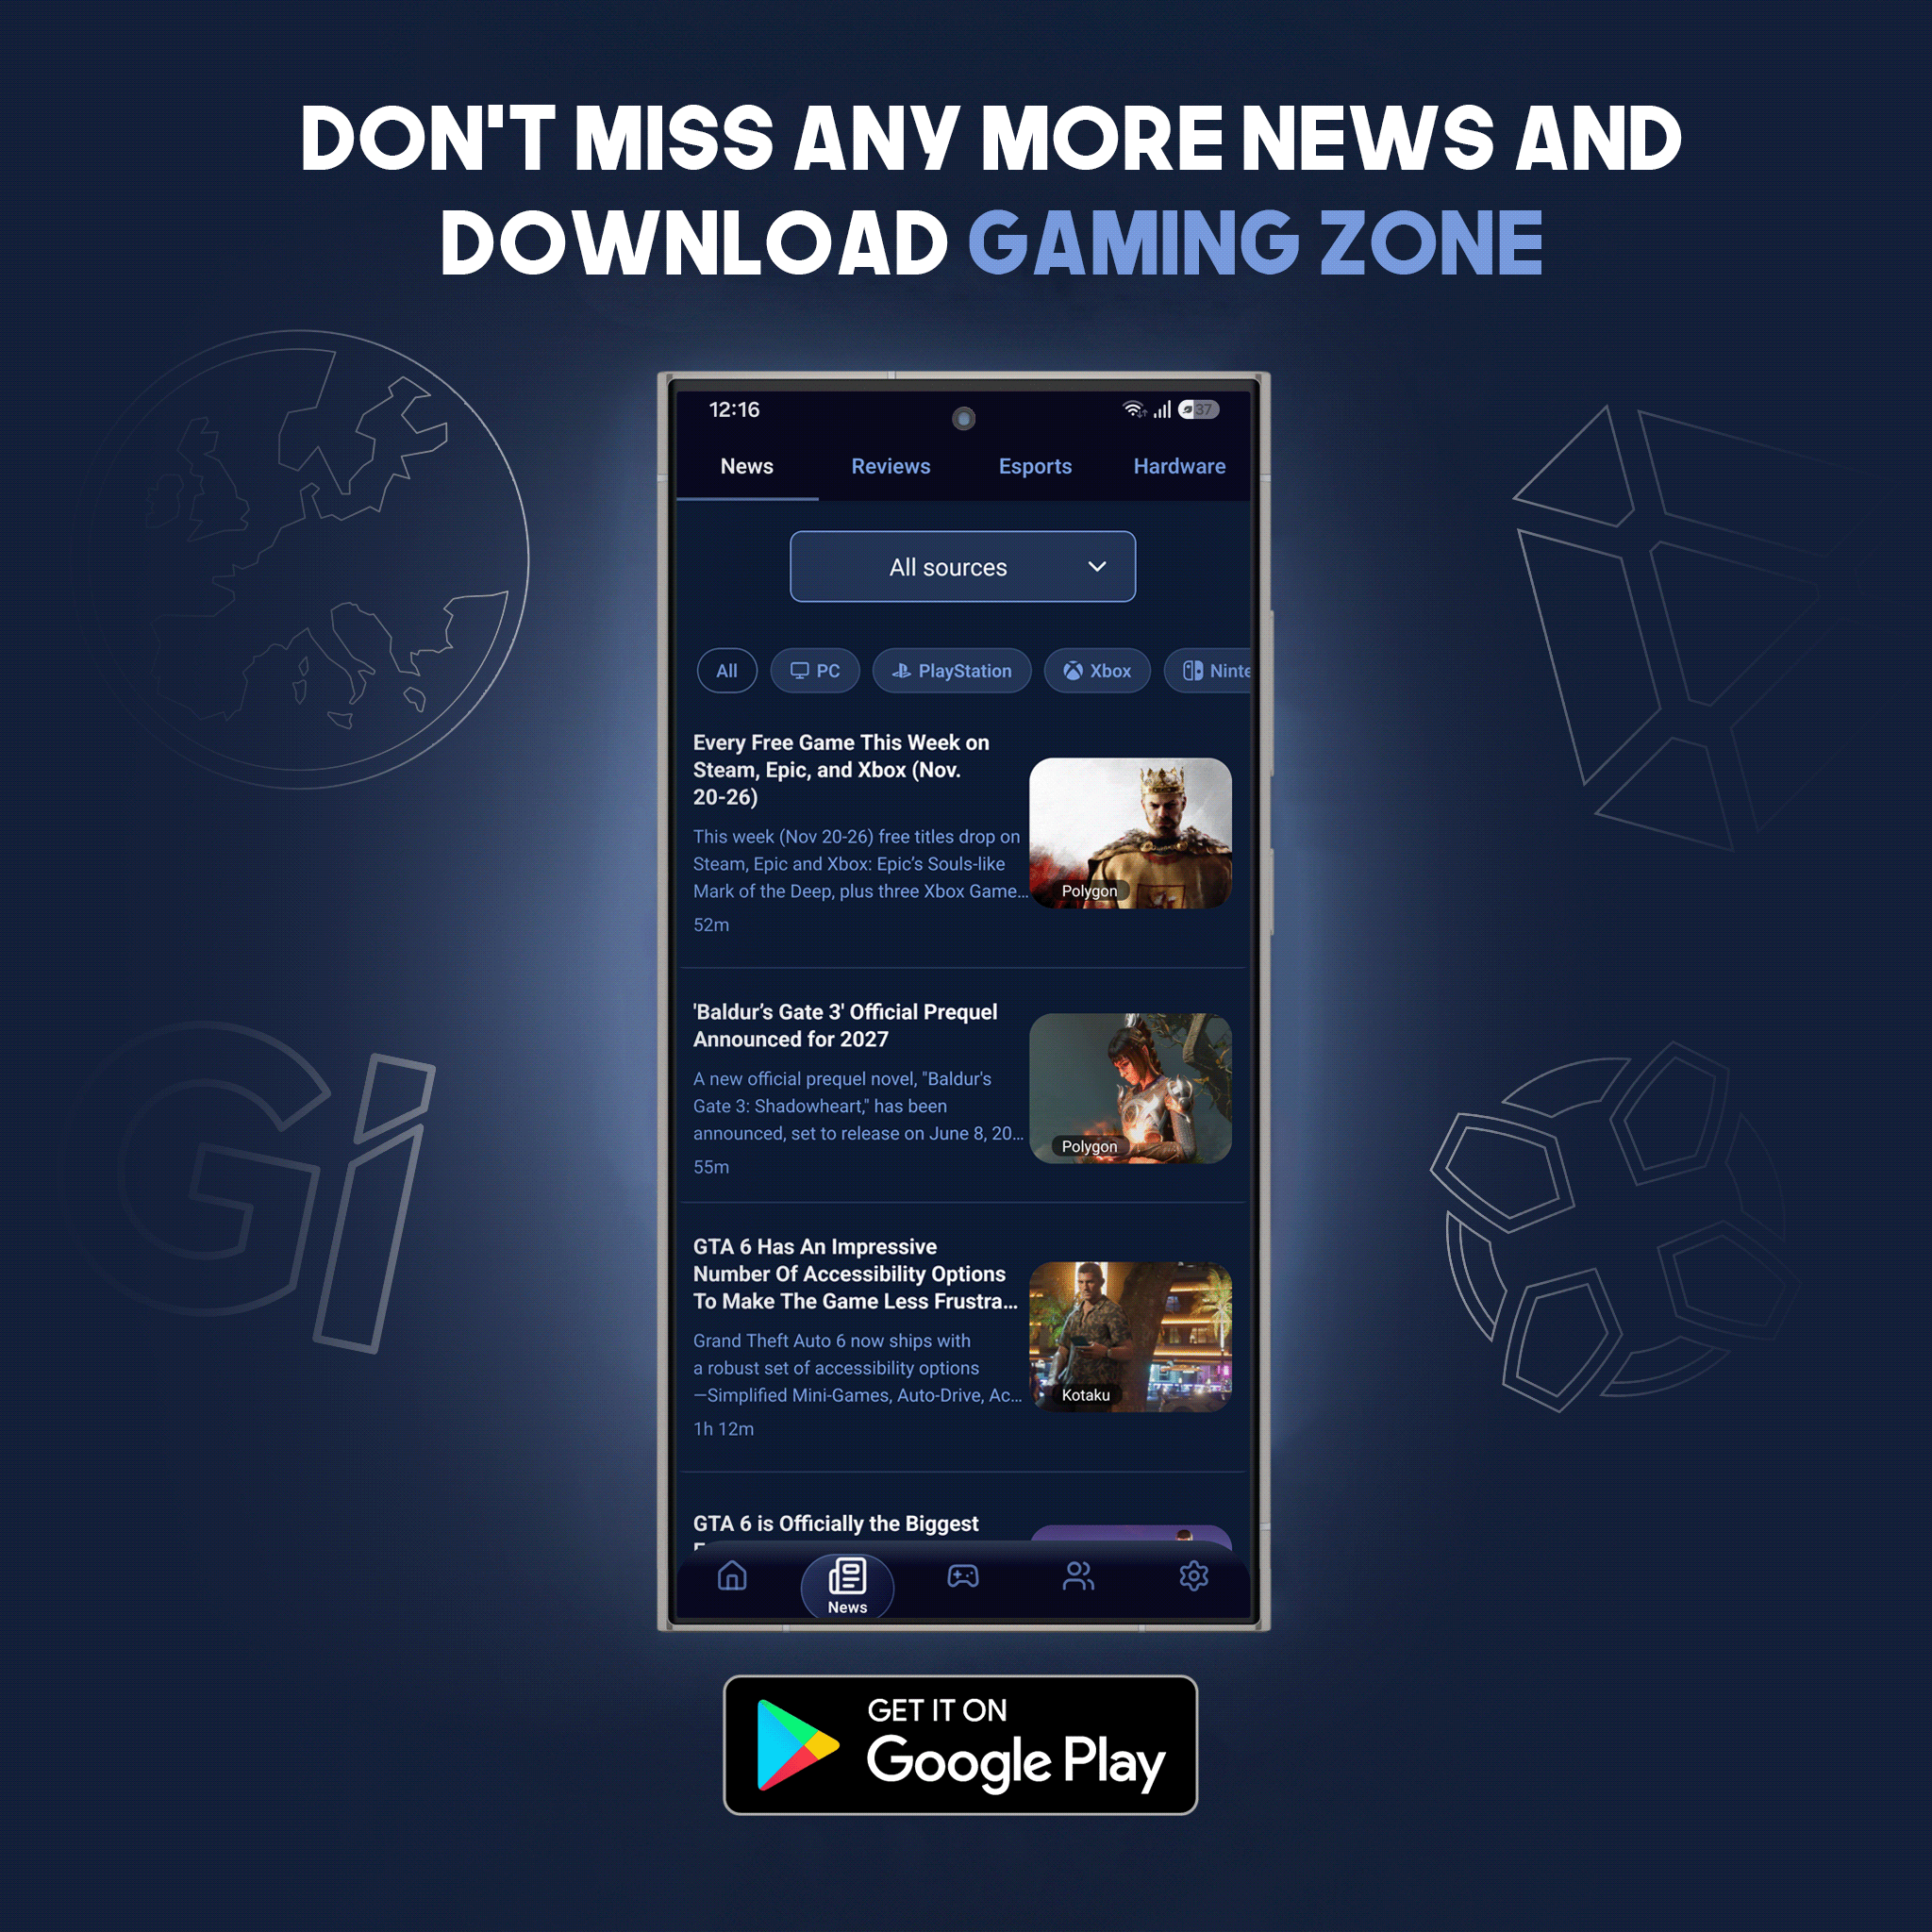 DON'T MISS ANY MORE NEWS AND
DOWNLOAD GAMING ZONE
12:16
37
News Reviews Esports Hardware
All sources
All PC PlayStation Xbox Ninte
Every Free Game This Week on
Steam, Epic, and Xbox (Nov.
20-26)
This week (Nov 20-26) free titles drop on
Steam, Epic and Xbox: Epic’s Souls-like
Mark of the Deep, plus three Xbox Game...
52m
Polygon
'Baldur’s Gate 3' Official Prequel
Announced for 2027
A new official prequel novel, "Baldur's
Gate 3: Shadowheart," has been
announced, set to release on June 8, 20...
55m
Polygon
GTA 6 Has An Impressive
Number Of Accessibility Options
To Make The Game Less Frustra...
Grand Theft Auto 6 now ships with
a robust set of accessibility options
—Simplified Mini-Games, Auto-Drive, Ac...
1h 12m
Kotaku
GTA 6 is Officially the Biggest
News
Gi
GET IT ON
Google Play